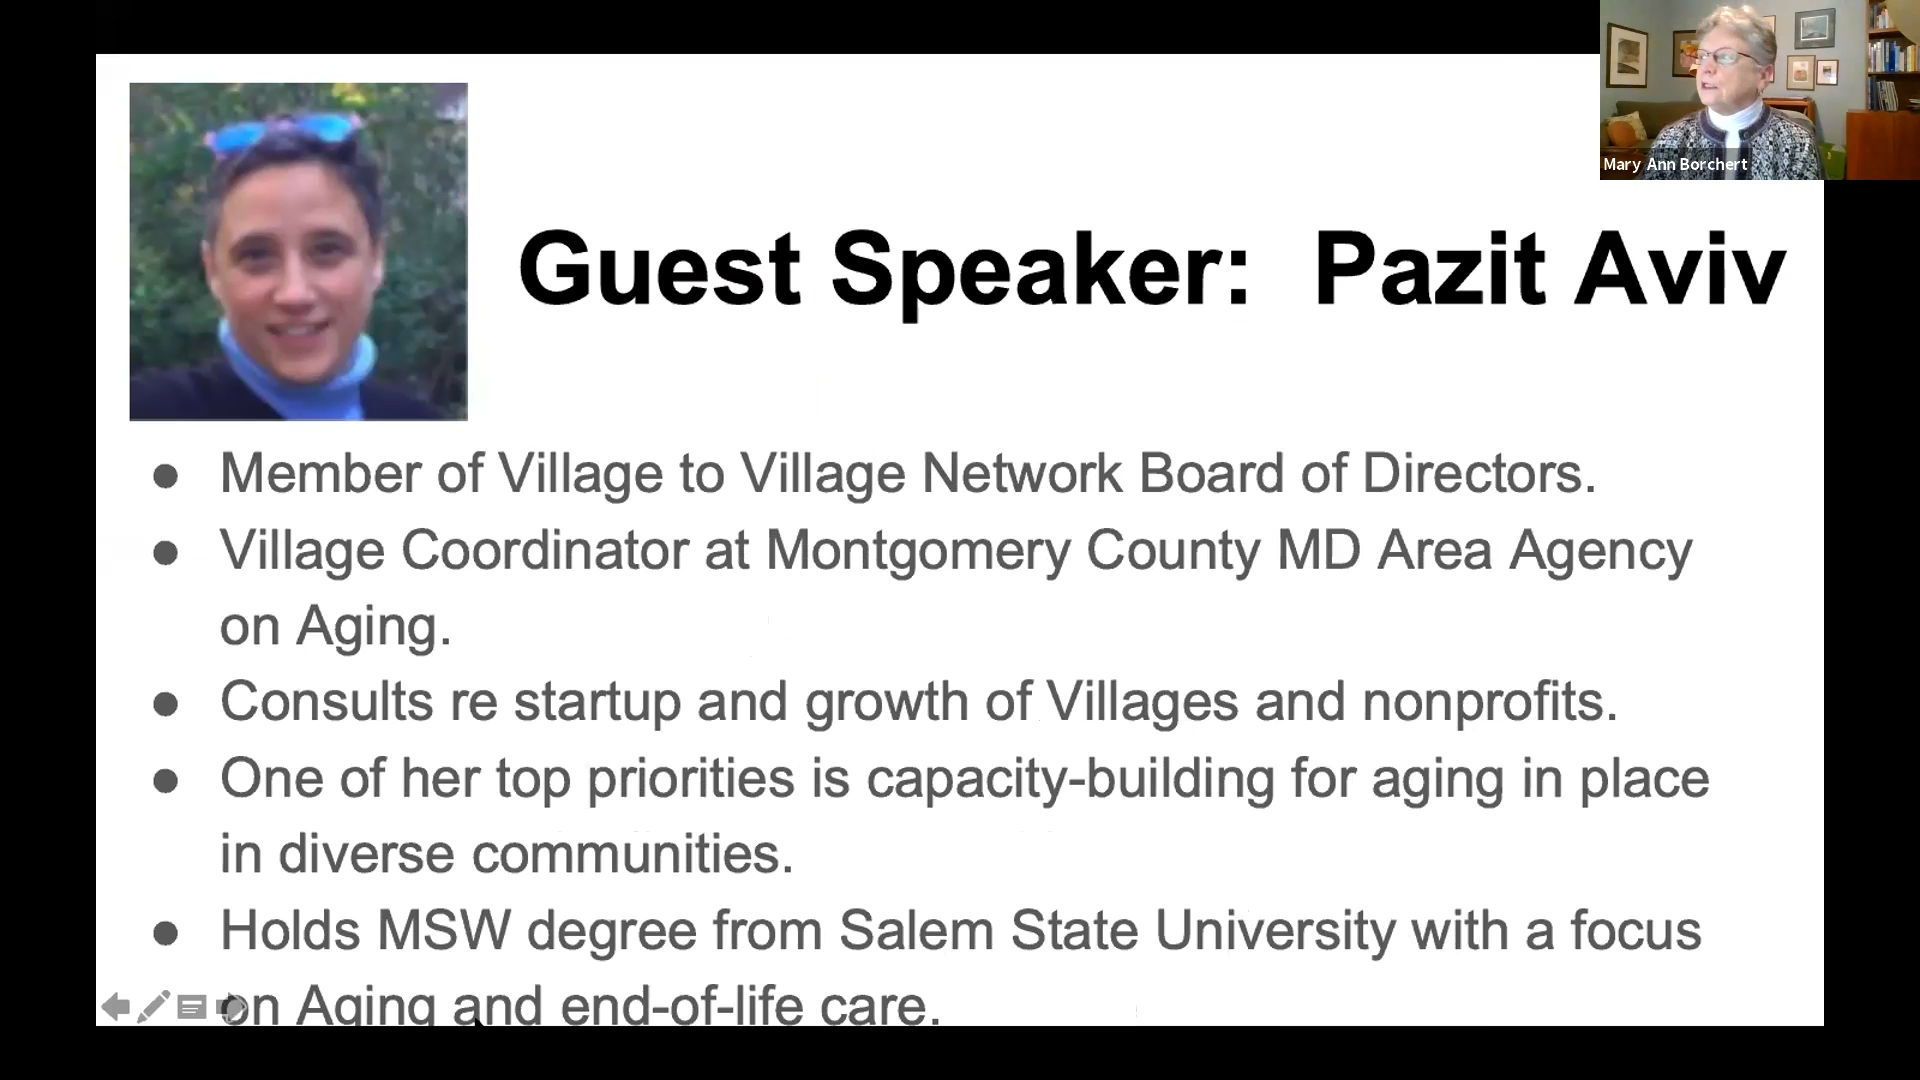 Mary Ann Borchert
Guest Speaker: Pazit Aviv
● Member of Village to Village Network Board of Directors.
● Village Coordinator at Montgomery County MD Area Agency
on Aging.
● Consults re startup and growth of Villages and nonprofits.
● One of her top priorities is capacity-building for aging in place
in diverse communities.
● Holds MSW degree from Salem State University with a focus
on Aging and end-of-life care.